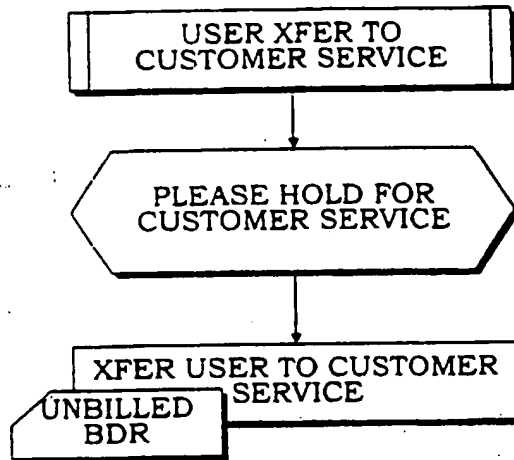 USER XFER TO
CUSTOMER SERVICE
PLEASE HOLD FOR
CUSTOMER SERVICE
XFER USER TO CUSTOMER
SERVICE
UNBILLED
BDR